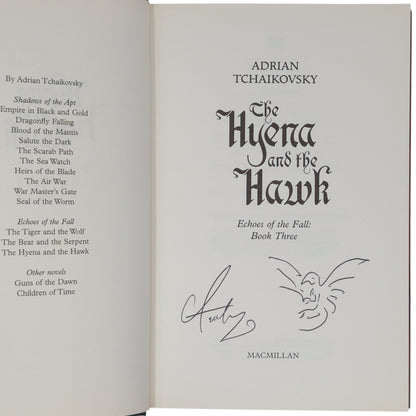 By Adrian Tchaikovsky
Shadows of the Apt
Empire in Black and Gold
Dragonfly Falling
Blood of the Mantis
Salute the Dark
The Scarab Path
The Sea Watch
Heirs of the Blade
The Air War
War Master's Gate
Seal of the Worm
Echoes of the Fall
The Tiger and the Wolf
The Bear and the Serpent
The Hyena and the Hawk
Other novels
Guns of the Dawn
Children of Time
ADRIAN
TCHAIKOVSKY
The
Hyena
and the
Hawk
Echoes of the Fall:
Book Three
MACMILLAN